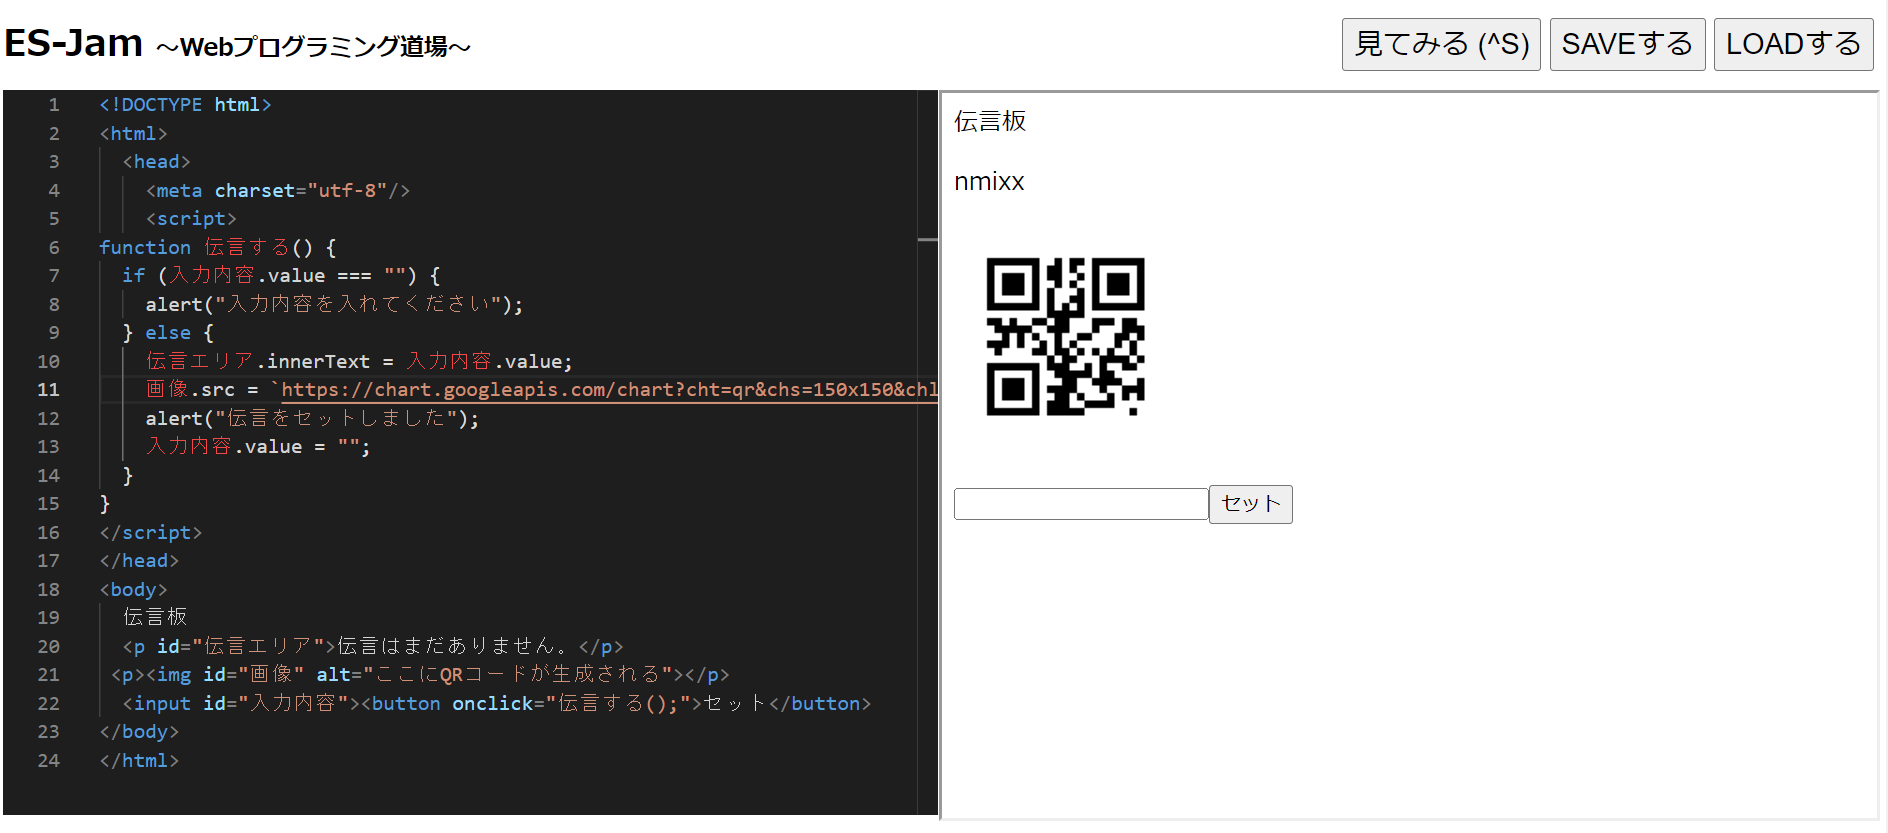 ES-Jam ～Webプログラミング道場～
見てみる (^S) SAVEする LOADする
1 <!DOCTYPE html>
2 <html>
3 <head>
4 <meta charset="utf-8"/>
5 <script>
6 function 伝言する() {
7 if (入力内容.value === "") {
8 alert("入力内容を入れてください");
9 } else {
10 伝言エリア.innerText = 入力内容.value;
11 画像.src = `https://chart.googleapis.com/chart?cht=qr&chs=150x150&chl
12 alert("伝言をセットしました");
13 入力内容.value = "";
14 }
15 }
16 </script>
17 </head>
18 <body>
19 伝言板
20 <p id="伝言エリア">伝言はまだありません。</p>
21 <p><img id="画像" alt="ここにQRコードが生成される"></p>
22 <input id="入力内容"><button onclick="伝言する();">セット</button>
23 </body>
24 </html>
伝言板
nmixx
セット